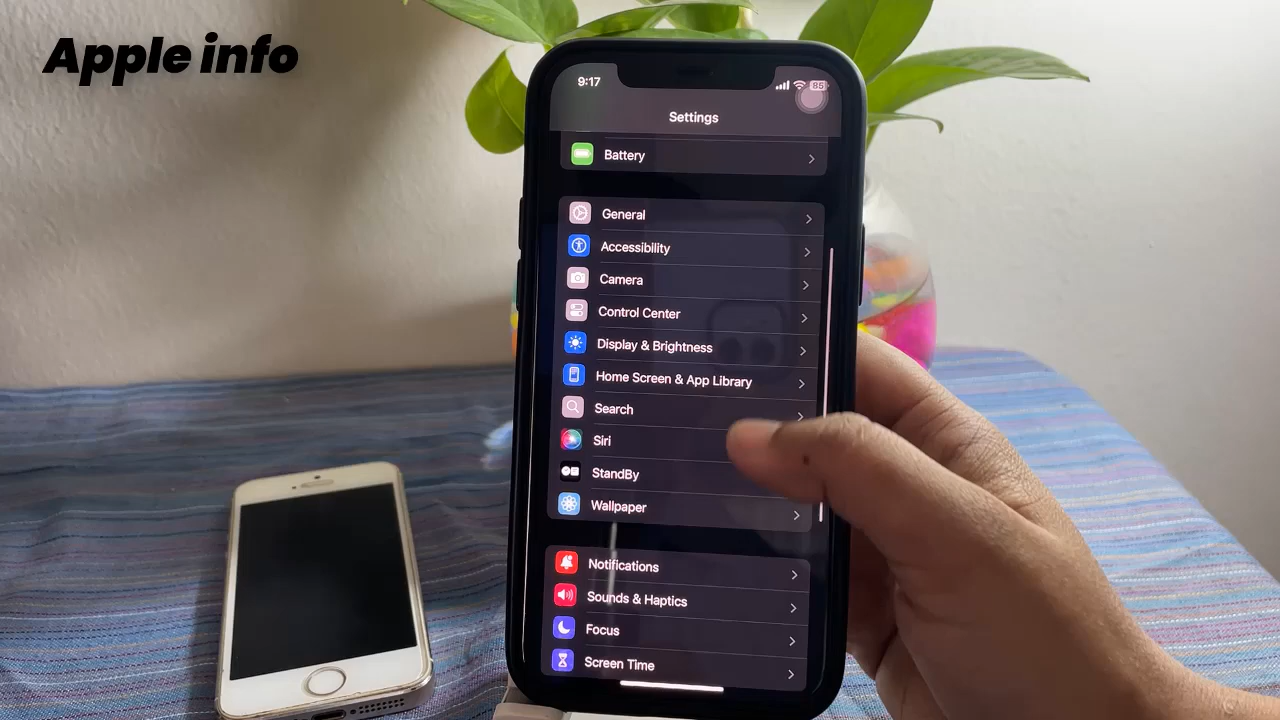 Apple info
9:17
85
Settings
Battery
General
Accessibility
Camera
Control Center
Display & Brightness
Home Screen & App Library
Search
Siri
StandBy
Wallpaper
Notifications
Sounds & Haptics
Focus
Screen Time